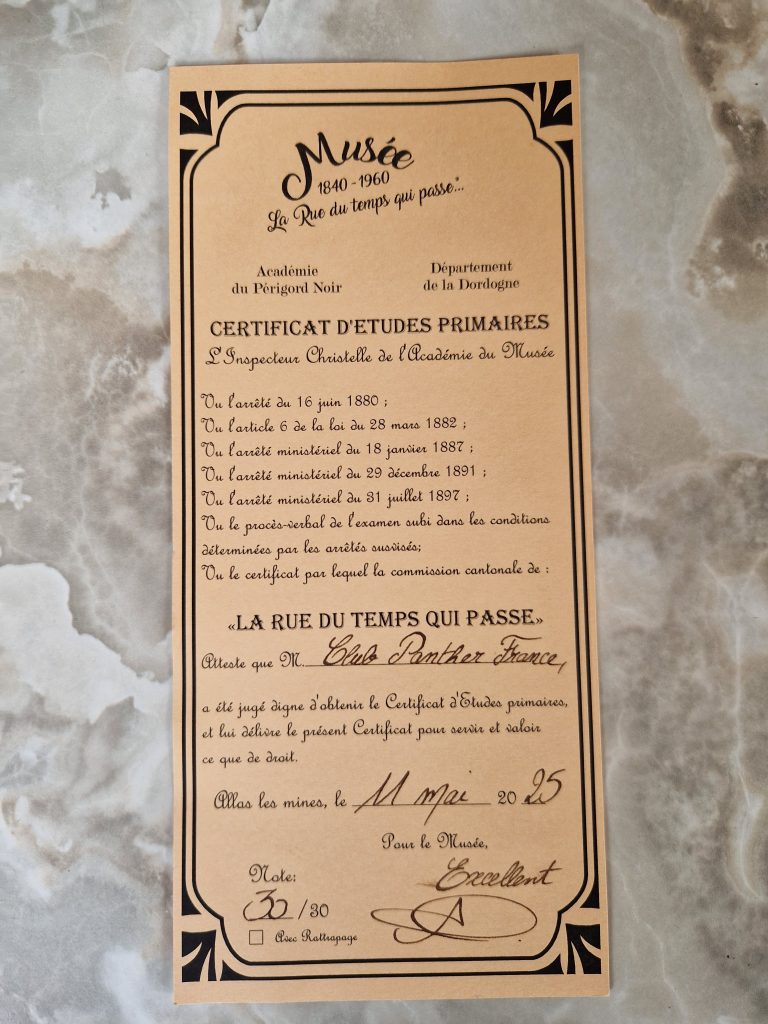 Musée
1840 - 1960
La Rue du temps qui passe...
Académie
du Périgord Noir
Département
de la Dordogne
CERTIFICAT D'ETUDES PRIMAIRES
L'Inspecteur Christelle de l'Académie du Musée
Vu l'arrêté du 16 juin 1880 ;
Vu l'article 6 de la loi du 28 mars 1882 ;
Vu l'arrêté ministériel du 18 janvier 1887 ;
Vu l'arrêté ministériel du 29 décembre 1891 ;
Vu l'arrêté ministériel du 31 juillet 1897 ;
Vu le procès-verbal de l'examen subi dans les conditions
déterminées par les arrêtés susvisés;
Vu le certificat par lequel la commission cantonale de :
«LA RUE DU TEMPS QUI PASSE»
Atteste que M. Club Panther France,
a été jugé digne d'obtenir le Certificat d'Etudes primaires,
et lui délivre le présent Certificat pour servir et valoir
ce que de droit.
Allas les mines, le 11 mai 2025
Pour le Musée,
Excellent
Note:
30 / 30
Avec Rattrapage